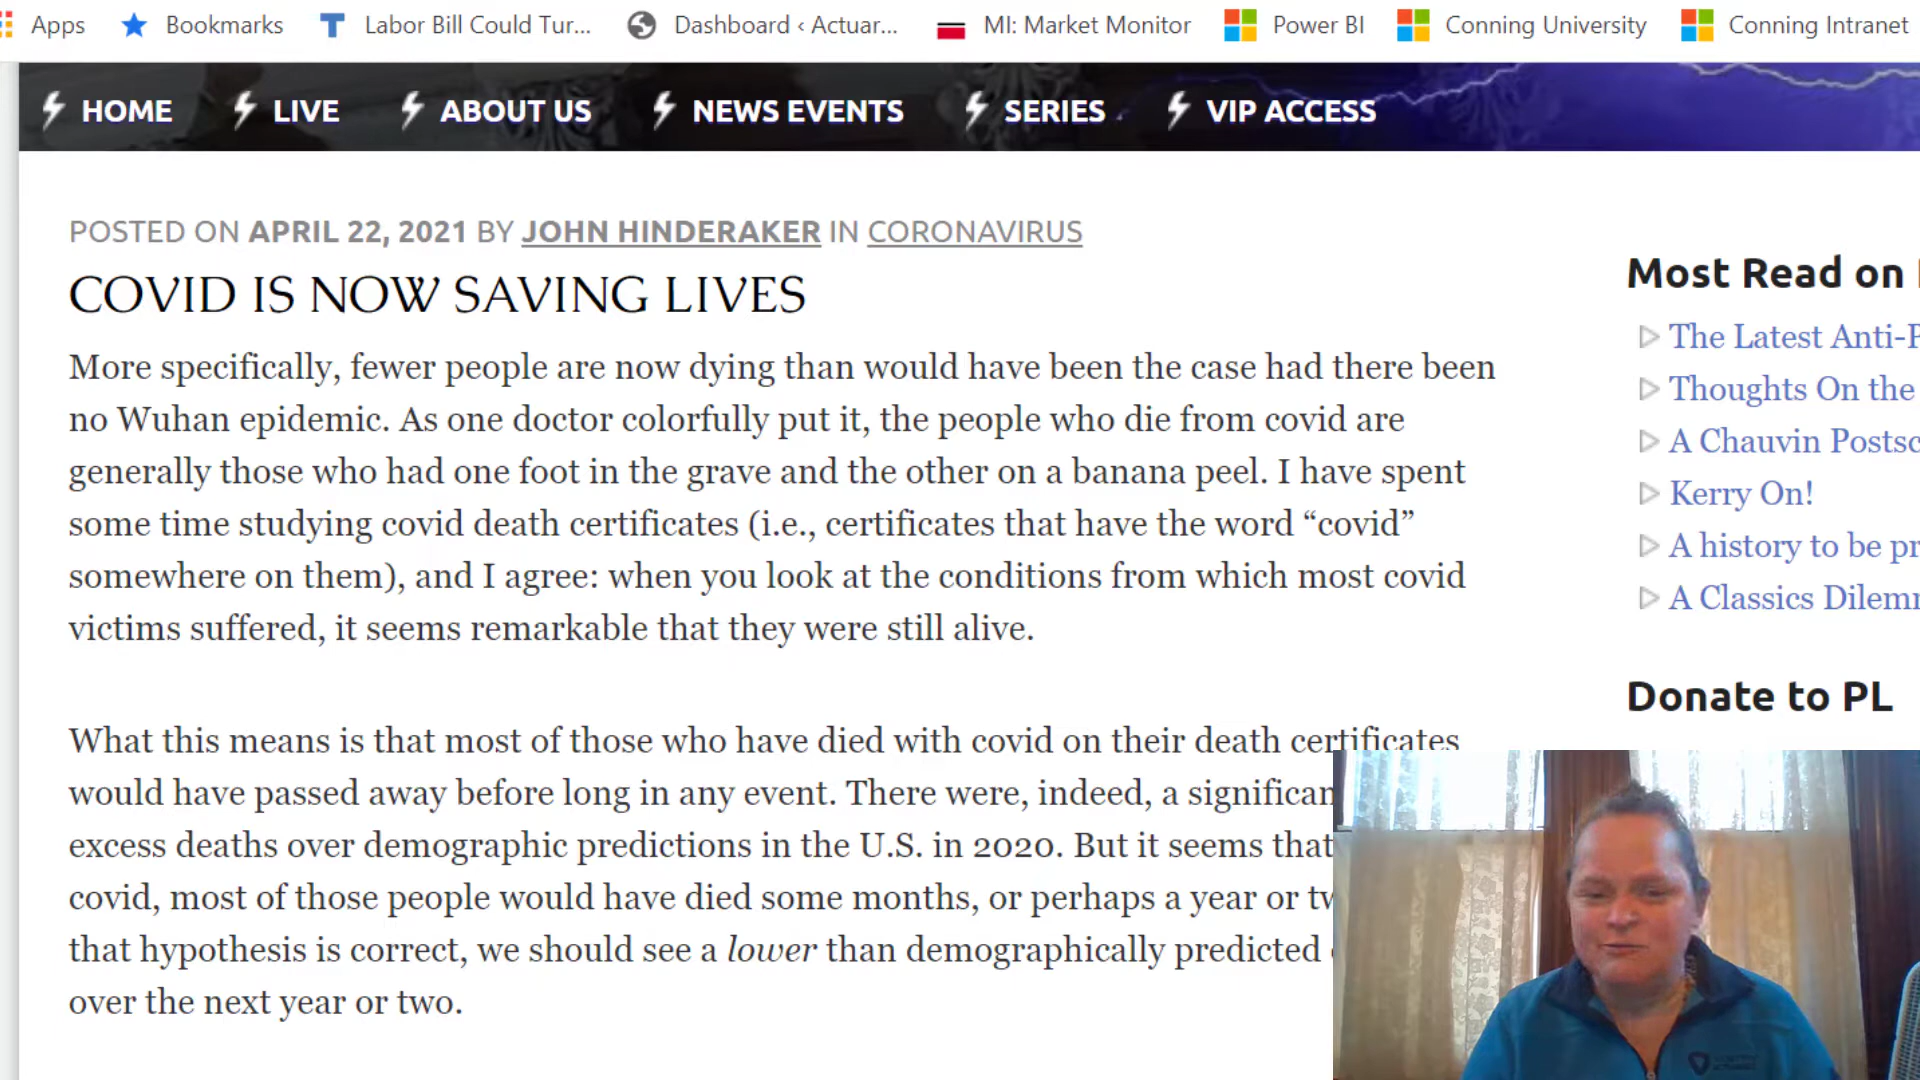 Apps Bookmarks Labor Bill Could Tur... Dashboard ‹ Actuar... MI: Market Monitor Power BI Conning University Conning Intranet
HOME LIVE ABOUT US NEWS EVENTS SERIES VIP ACCESS
POSTED ON APRIL 22, 2021 BY JOHN HINDERAKER IN CORONAVIRUS
COVID IS NOW SAVING LIVES
More specifically, fewer people are now dying than would have been the case had there been
no Wuhan epidemic. As one doctor colorfully put it, the people who die from covid are
generally those who had one foot in the grave and the other on a banana peel. I have spent
some time studying covid death certificates (i.e., certificates that have the word “covid”
somewhere on them), and I agree: when you look at the conditions from which most covid
victims suffered, it seems remarkable that they were still alive.
What this means is that most of those who have died with covid on their death certificates
would have passed away before long in any event. There were, indeed, a significan
excess deaths over demographic predictions in the U.S. in 2020. But it seems that
covid, most of those people would have died some months, or perhaps a year or tw
that hypothesis is correct, we should see a lower than demographically predicted
over the next year or two.
Most Read on
The Latest Anti-P
Thoughts On the
A Chauvin Postsc
Kerry On!
A history to be pr
A Classics Dilem
Donate to PL